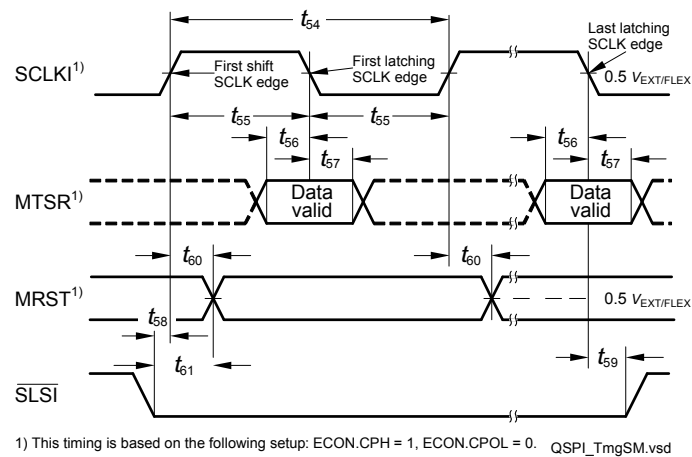 t54
Last latching
SCLK edge
SCLKI1)
First shift
SCLK edge
First latching
SCLK edge
0.5 VEXT/FLEX
t55
t55
t56
t57
t56
t57
MTSR1)
Data
valid
Data
valid
t60
t60
MRST1)
0.5 VEXT/FLEX
t58
t61
t59
SLSI
1) This timing is based on the following setup: ECON.CPH = 1, ECON.CPOL = 0.
QSPI_TmgSM.vsd